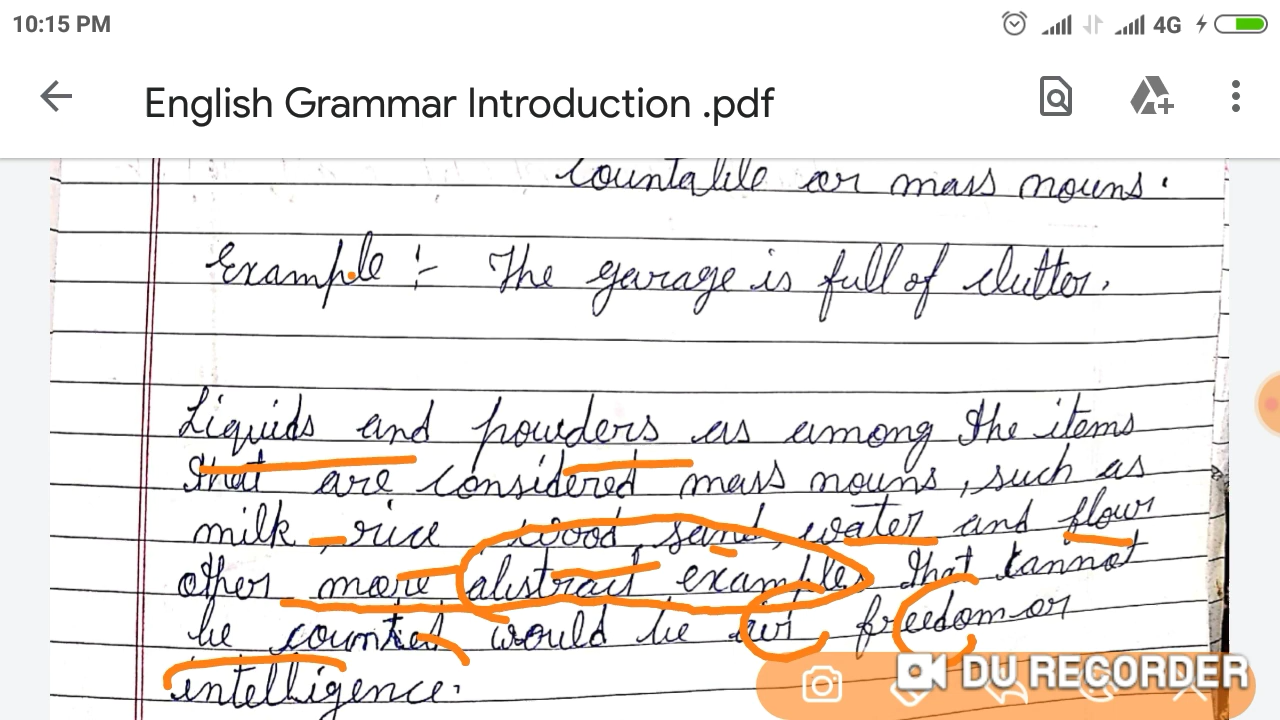 10:15 PM
4G
English Grammar Introduction .pdf
Countable or mass nouns.
Example :- The garage is full of clutter.
Liquids and powders as among the items
that are considered mass nouns, such as
milk, rice, wood, sand, water and flour
other more abstract examples that cannot
be counted would be air freedom or
DU RECORDER
intelligence.